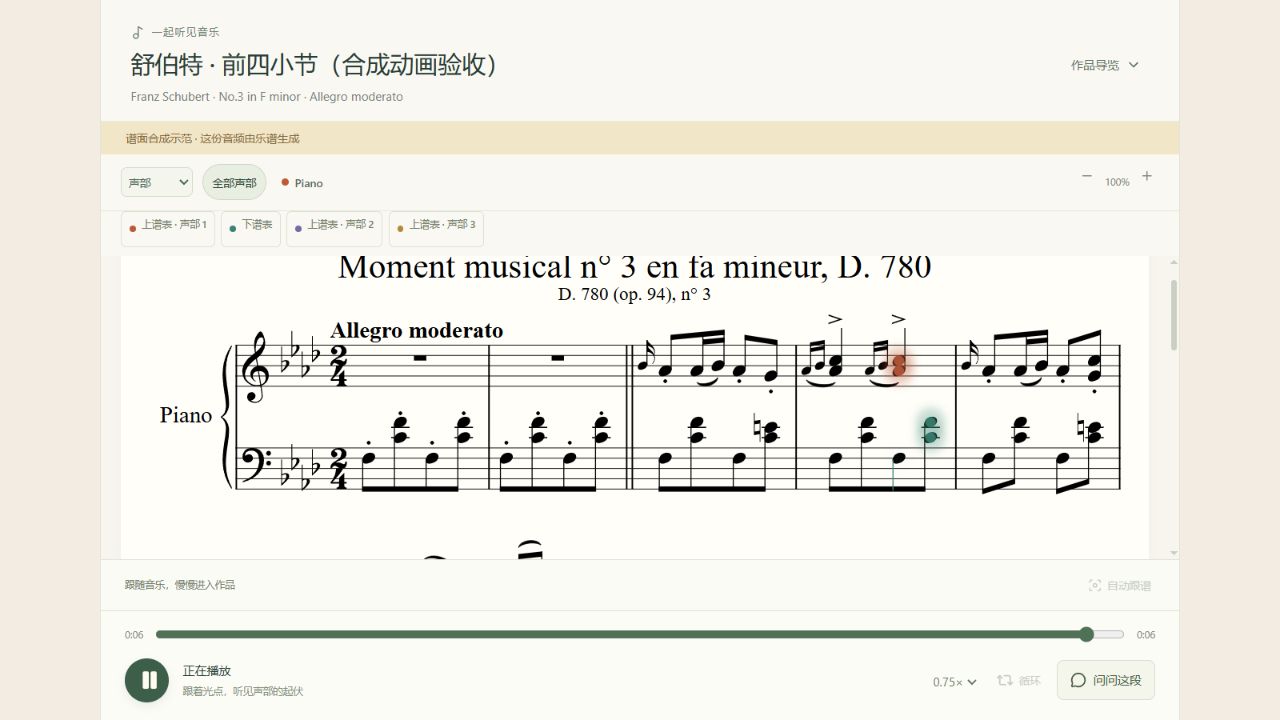 一起听见音乐
舒伯特 · 前四小节（合成动画验收）
作品导览
Franz Schubert · No.3 in F minor · Allegro moderato
谱面合成示范 · 这份音频由乐谱生成
声部 全部声部 Piano − 100% +
上谱表 · 声部 1 下谱表 上谱表 · 声部 2 上谱表 · 声部 3
Moment musical n° 3 en fa mineur, D. 780
D. 780 (op. 94), n° 3
Allegro moderato
Piano
跟随音乐，慢慢进入作品 自动跟谱
0:06 0:06
正在播放
跟着光点，听见声部的起伏
0.75× 循环 问问这段